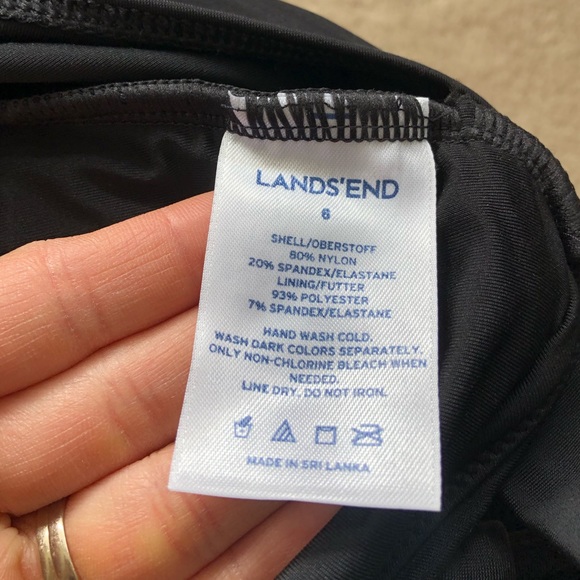 LANDS'END
6
SHELL/OBERSTOFF
80% NYLON
20% SPANDEX/ELASTANE
LINING/FUTTER
93% POLYESTER
7% SPANDEX/ELASTANE
HAND WASH COLD.
WASH DARK COLORS SEPARATELY.
ONLY NON-CHLORINE BLEACH WHEN
NEEDED.
LINE DRY. DO NOT IRON.
MADE IN SRI LANKA